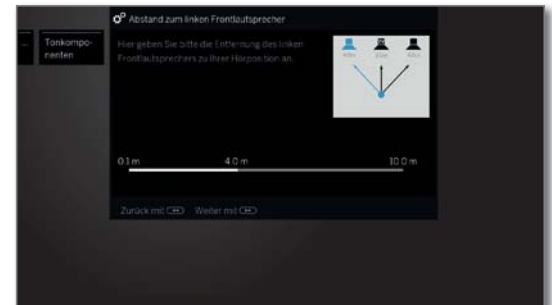 Abstand zum linken Frontlautsprecher
Tonkompo-
nenten
Hier geben Sie bitte die Entfernung des linken
Frontlautsprechers zu Ihrer Hörposition an.
0.1 m 4.0 m 10.0 m
Zurück mit Weiter mit